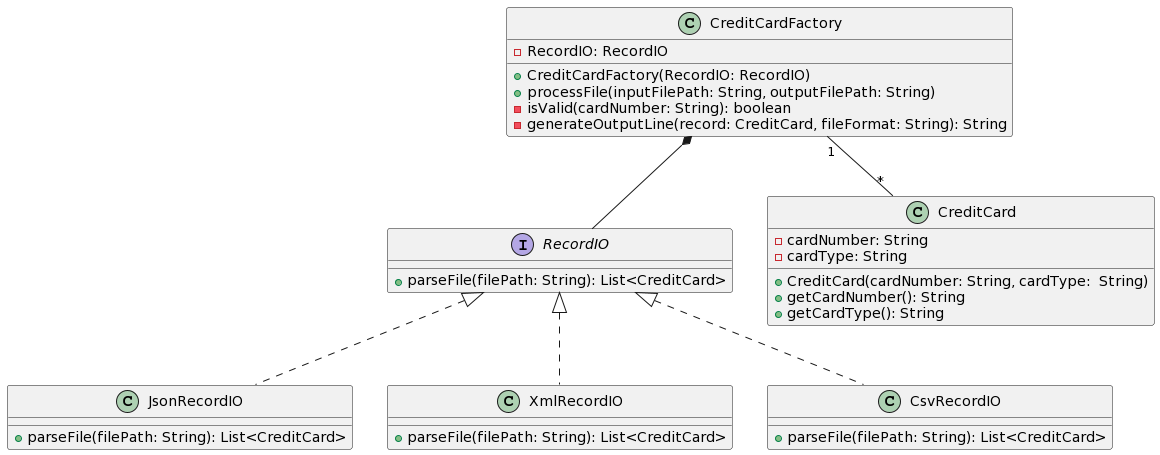 C CreditCardFactory
RecordIO: RecordIO
CreditCardFactory(RecordIO: RecordIO)
processFile(inputFilePath: String, outputFilePath: String)
isValid(cardNumber: String): boolean
generateOutputLine(record: CreditCard, fileFormat: String): String
1
*
C CreditCard
cardNumber: String
cardType: String
CreditCard(cardNumber: String, cardType:  String)
getCardNumber(): String
getCardType(): String
I RecordIO
parseFile(filePath: String): List<CreditCard>
C JsonRecordIO
parseFile(filePath: String): List<CreditCard>
C XmlRecordIO
parseFile(filePath: String): List<CreditCard>
C CsvRecordIO
parseFile(filePath: String): List<CreditCard>